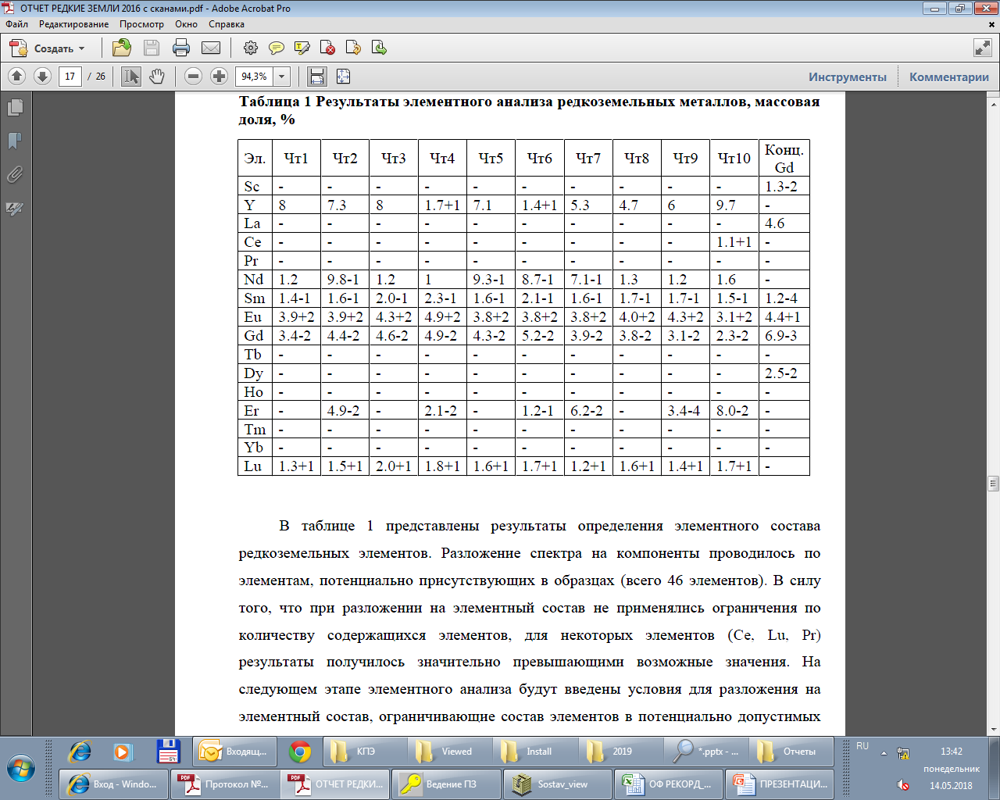 ОТЧЕТ РЕДКИЕ ЗЕМЛИ 2016 с сканами.pdf - Adobe Acrobat Pro
Файл Редактирование Просмотр Окно Справка
Создать
17 / 26 94,3% Инструменты Комментарии
Таблица 1 Результаты элементного анализа редкоземельных металлов, массовая
доля, %
Эл. Чт1 Чт2 Чт3 Чт4 Чт5 Чт6 Чт7 Чт8 Чт9 Чт10 Конц. Gd
Sc - - - - - - - - - - 1.3-2
Y 8 7.3 8 1.7+1 7.1 1.4+1 5.3 4.7 6 9.7 -
La - - - - - - - - - - 4.6
Ce - - - - - - - - - 1.1+1 -
Pr - - - - - - - - - - -
Nd 1.2 9.8-1 1.2 1 9.3-1 8.7-1 7.1-1 1.3 1.2 1.6 -
Sm 1.4-1 1.6-1 2.0-1 2.3-1 1.6-1 2.1-1 1.6-1 1.7-1 1.7-1 1.5-1 1.2-4
Eu 3.9+2 3.9+2 4.3+2 4.9+2 3.8+2 3.8+2 3.8+2 4.0+2 4.3+2 3.1+2 4.4+1
Gd 3.4-2 4.4-2 4.6-2 4.9-2 4.3-2 5.2-2 3.9-2 3.8-2 3.1-2 2.3-2 6.9-3
Tb - - - - - - - - - - -
Dy - - - - - - - - - - 2.5-2
Ho - - - - - - - - - - -
Er - 4.9-2 - 2.1-2 - 1.2-1 6.2-2 - 3.4-4 8.0-2 -
Tm - - - - - - - - - - -
Yb - - - - - - - - - - -
Lu 1.3+1 1.5+1 2.0+1 1.8+1 1.6+1 1.7+1 1.2+1 1.6+1 1.4+1 1.7+1 -
В таблице 1 представлены результаты определения элементного состава
редкоземельных элементов. Разложение спектра на компоненты проводилось по
элементам, потенциально присутствующих в образцах (всего 46 элементов). В силу
того, что при разложении на элементный состав не применялись ограничения по
количеству содержащихся элементов, для некоторых элементов (Ce, Lu, Pr)
результаты получилось значительно превышающими возможные значения. На
следующем этапе элементного анализа будут введены условия для разложения на
элементный состав, ограничивающие состав элементов в потенциально допустимых
Входящ... КПЭ Viewed Install 2019 *.pptx - ... Отчеты RU 13:42
понедельник
Вход - Windo... Протокол №... ОТЧЕТ РЕДКИ... Ведение ПЗ Sostav_view ОФ РЕКОРД_... ПРЕЗЕНТАЦИ... 14.05.2018